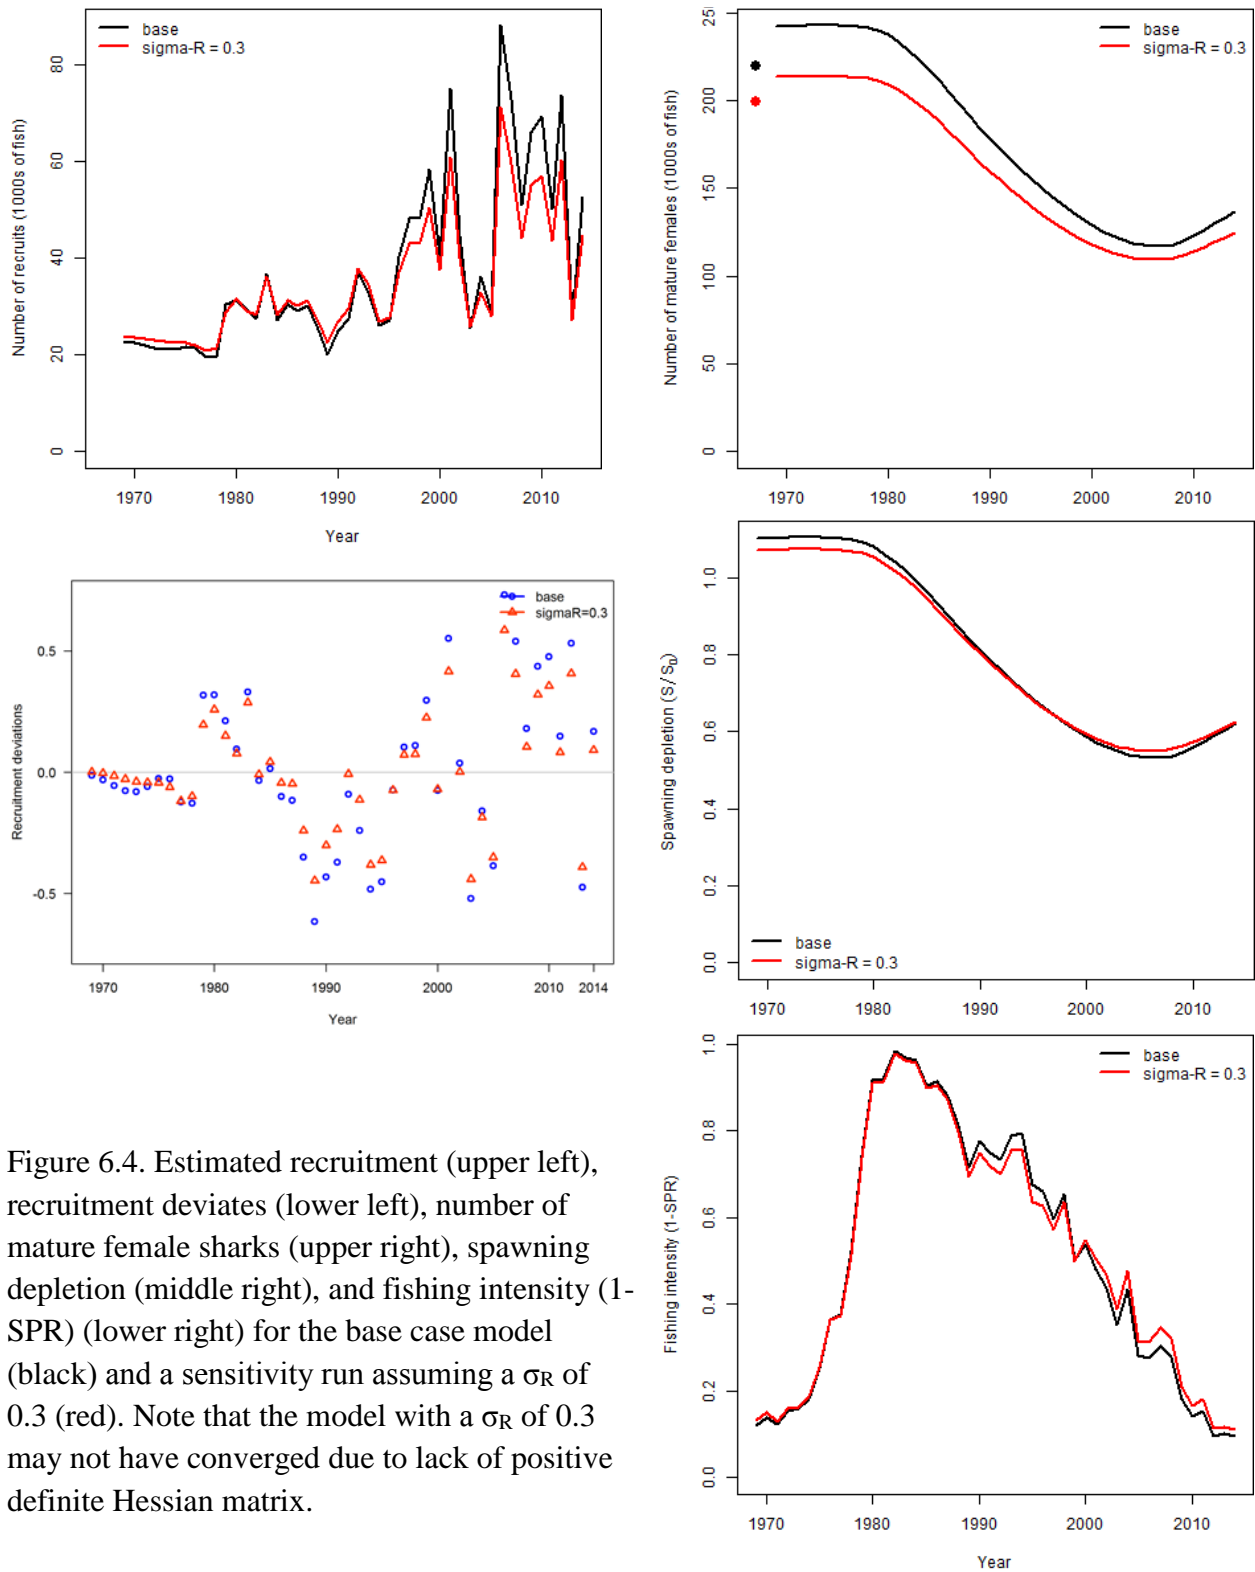 base
sigma-R = 0.3
Number of recruits (1000s of fish)
0
20
40
60
80
1970
1980
1990
2000
2010
Year
base
sigma-R = 0.3
Number of mature females (1000s of fish)
0
50
100
150
200
1970
1980
1990
2000
2010
base
sigmaR=0.3
Recruitment deviations
0.5
0.0
-0.5
1970
1980
1990
2000
2010
2014
Year
Spawning depletion (S/S0)
0.0
0.2
0.4
0.6
0.8
1.0
base
sigma-R = 0.3
1970
1980
1990
2000
2010
base
sigma-R = 0.3
Fishing intensity (1-SPR)
0.0
0.2
0.4
0.6
0.8
1.0
1970
1980
1990
2000
2010
Year
Figure 6.4. Estimated recruitment (upper left),
recruitment deviates (lower left), number of
mature female sharks (upper right), spawning
depletion (middle right), and fishing intensity (1-
SPR) (lower right) for the base case model
(black) and a sensitivity run assuming a σR of
0.3 (red). Note that the model with a σR of 0.3
may not have converged due to lack of positive
definite Hessian matrix.